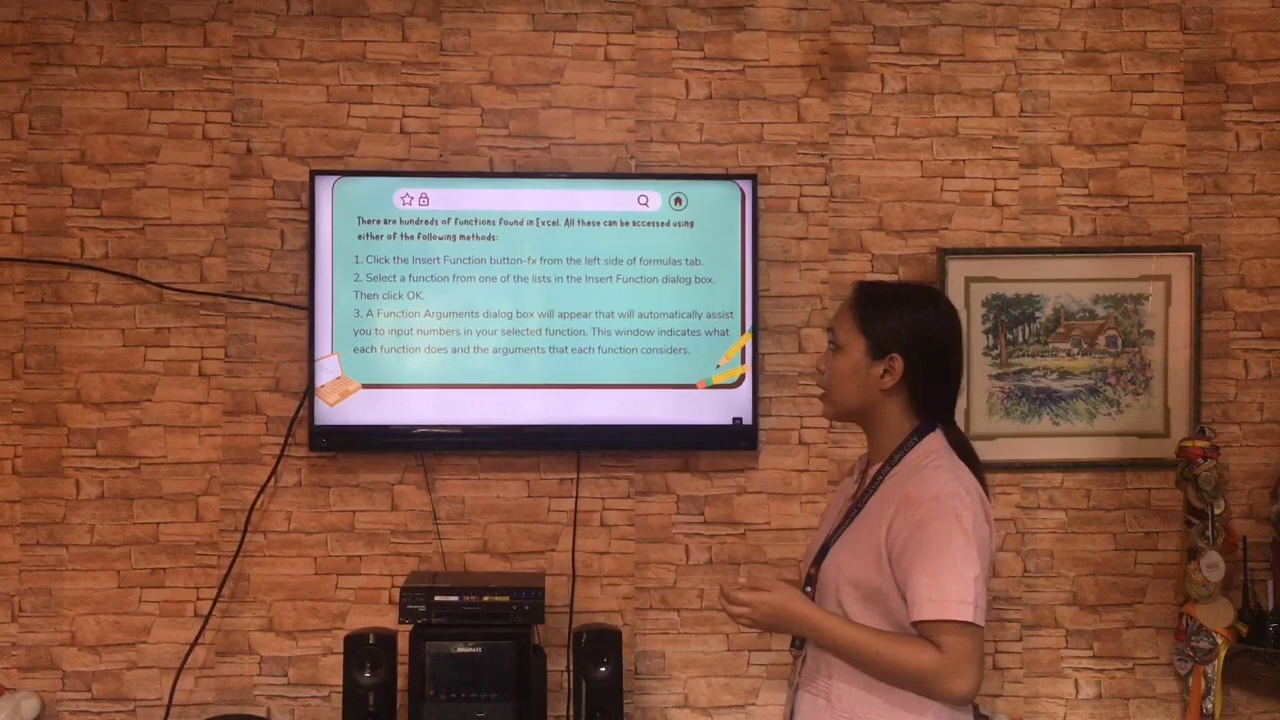 There are hundreds of functions found in Excel. All these can be accessed using
either of the following methods:
1. Click the Insert Function button-fx from the left side of formulas tab.
2. Select a function from one of the lists in the Insert Function dialog box.
Then click OK.
3. A Function Arguments dialog box will appear that will automatically assist
you to input numbers in your selected function. This window indicates what
each function does and the arguments that each function considers.